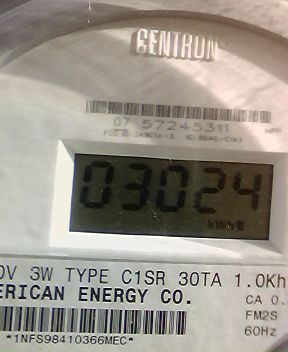 CENTRON
07 57245311
03024
kWh
0V 3W TYPE C1SR 30TA 1.0Kh
ERICAN ENERGY CO.
CA 0.
FM2S
60Hz
*1NFS98410366MEC*